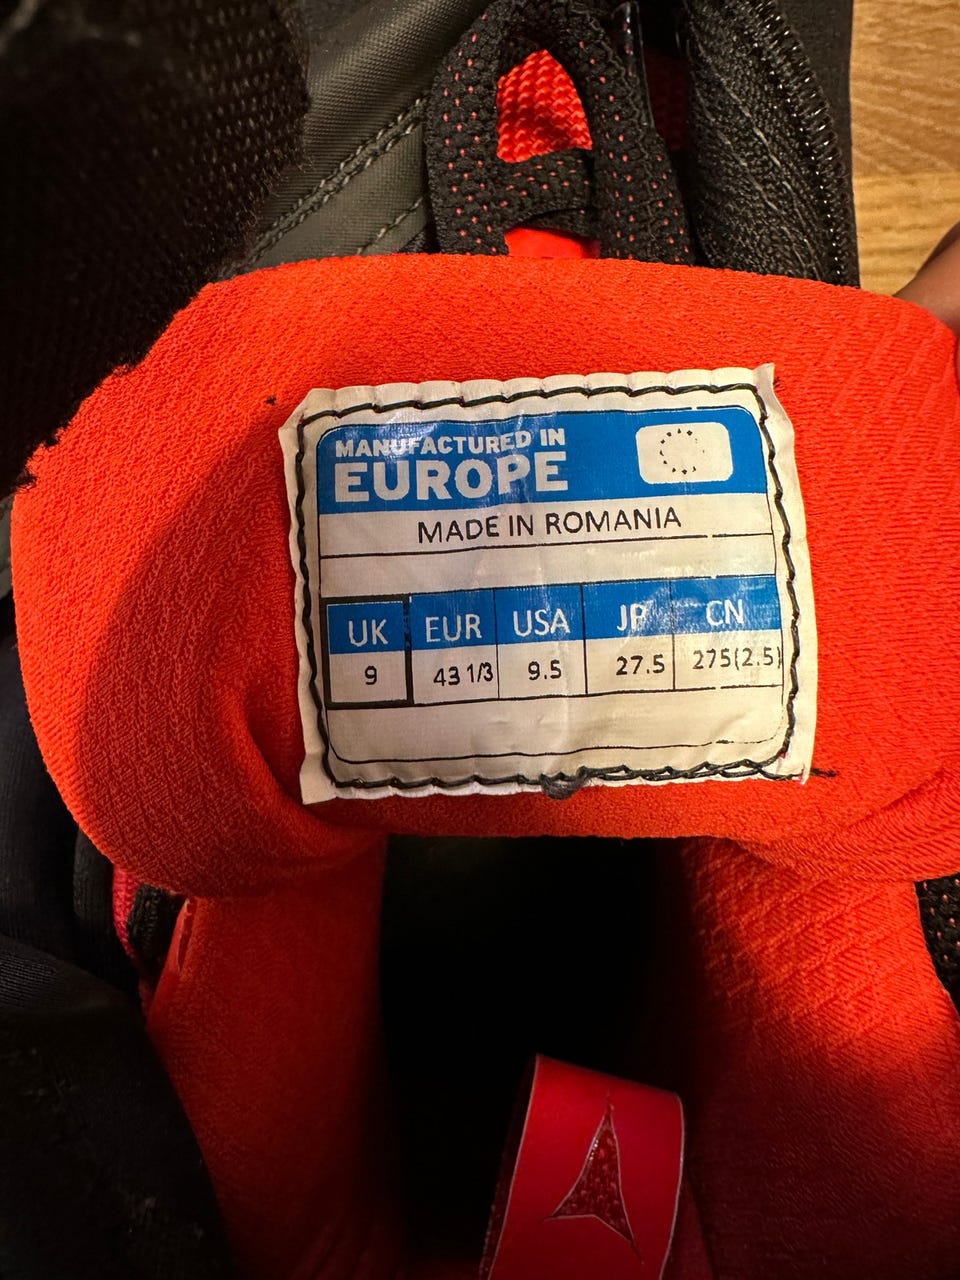 MANUFACTURED IN
EUROPE
MADE IN ROMANIA
UK EUR USA JP CN
9 43 1/3 9.5 27.5 275(2.5)